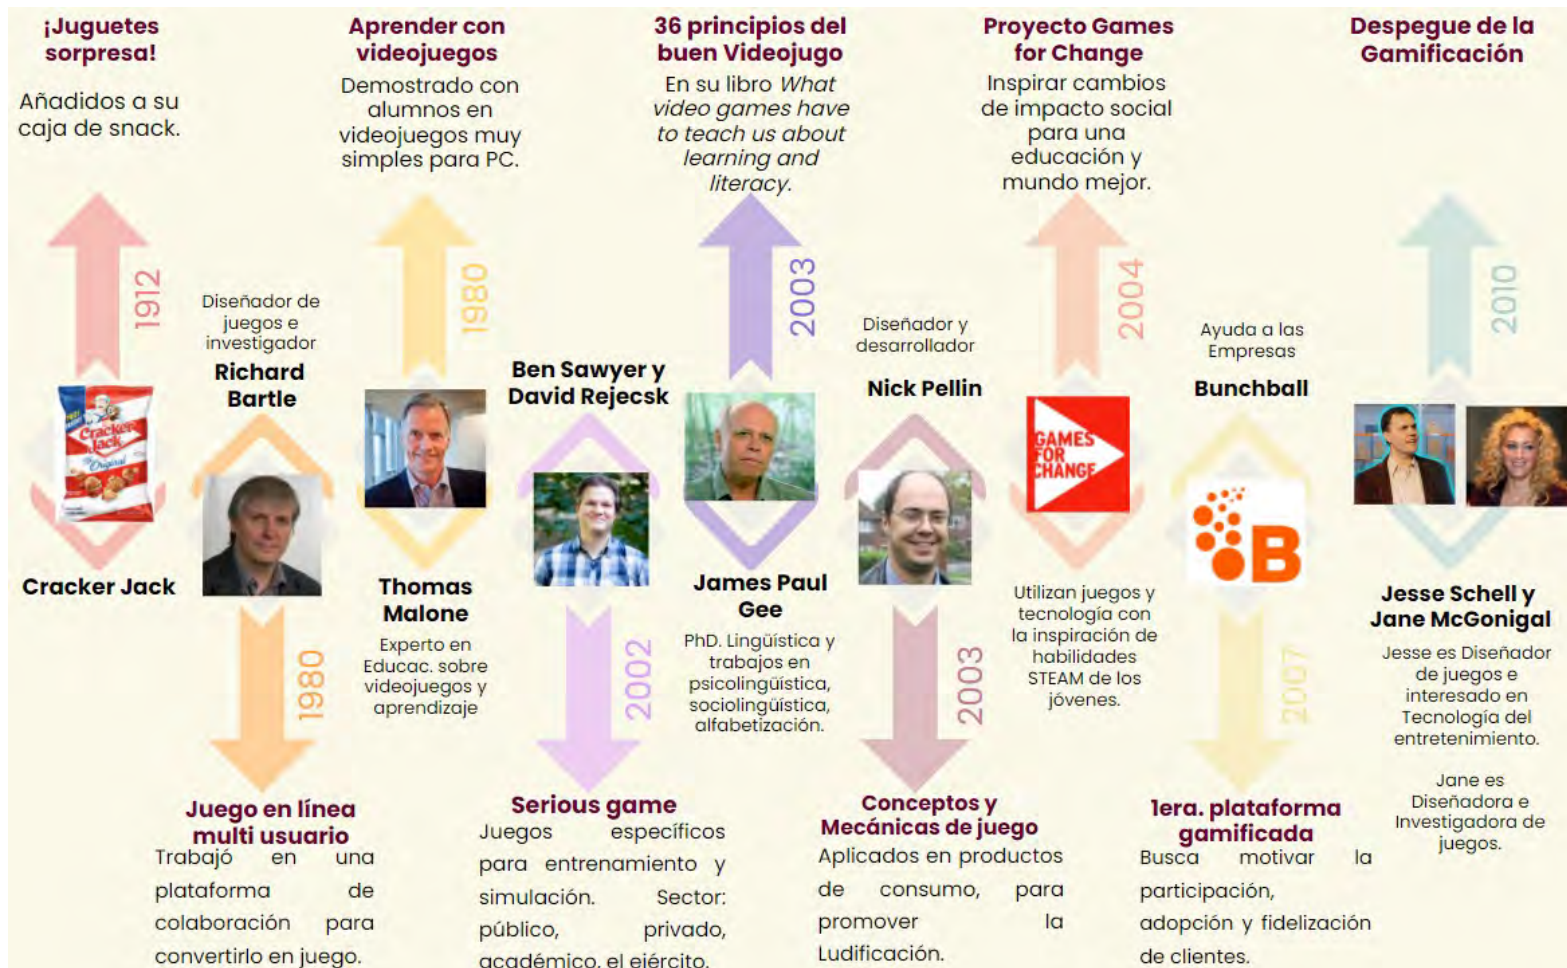 ¡Juguetes
sorpresa!
Añadidos a su
caja de snack.
1912
Cracker Jack
Original
Cracker Jack
Diseñador de
juegos e
investigador
Richard
Bartle
1980
Juego en línea
multi usuario
Trabajó en una
plataforma de
colaboración para
convertirlo en juego.
Aprender con
videojuegos
Demostrado con
alumnos en
videojuegos muy
simples para PC.
1980
Thomas
Malone
Experto en
Educac. sobre
videojuegos y
aprendizaje
Ben Sawyer y
David Rejecsk
2002
Serious game
Juegos específicos
para entrenamiento y
simulación. Sector:
público, privado,
académico, el ejército.
36 principios del
buen Videojugo
En su libro What
video games have
to teach us about
learning and
literacy.
2003
James Paul
Gee
PhD. Lingüística y
trabajos en
psicolingüística,
sociolingüística,
alfabetización.
Diseñador y
desarrollador
Nick Pellin
2003
Conceptos y
Mecánicas de juego
Aplicados en productos
de consumo, para
promover la
Ludificación.
Proyecto Games
for Change
Inspirar cambios
de impacto social
para una
educación y
mundo mejor.
2004
GAMES
FOR
CHANGE
Utilizan juegos y
tecnología con
la inspiración de
habilidades
STEAM de los
jóvenes.
Ayuda a las
Empresas
Bunchball
B
2007
1era. plataforma
gamificada
Busca motivar la
participación,
adopción y fidelización
de clientes.
Despegue de la
Gamificación
2010
Jesse Schell y
Jane McGonigal
Jesse es Diseñador
de juegos e
interesado en
Tecnología del
entretenimiento.
Jane es
Diseñadora e
Investigadora de
juegos.